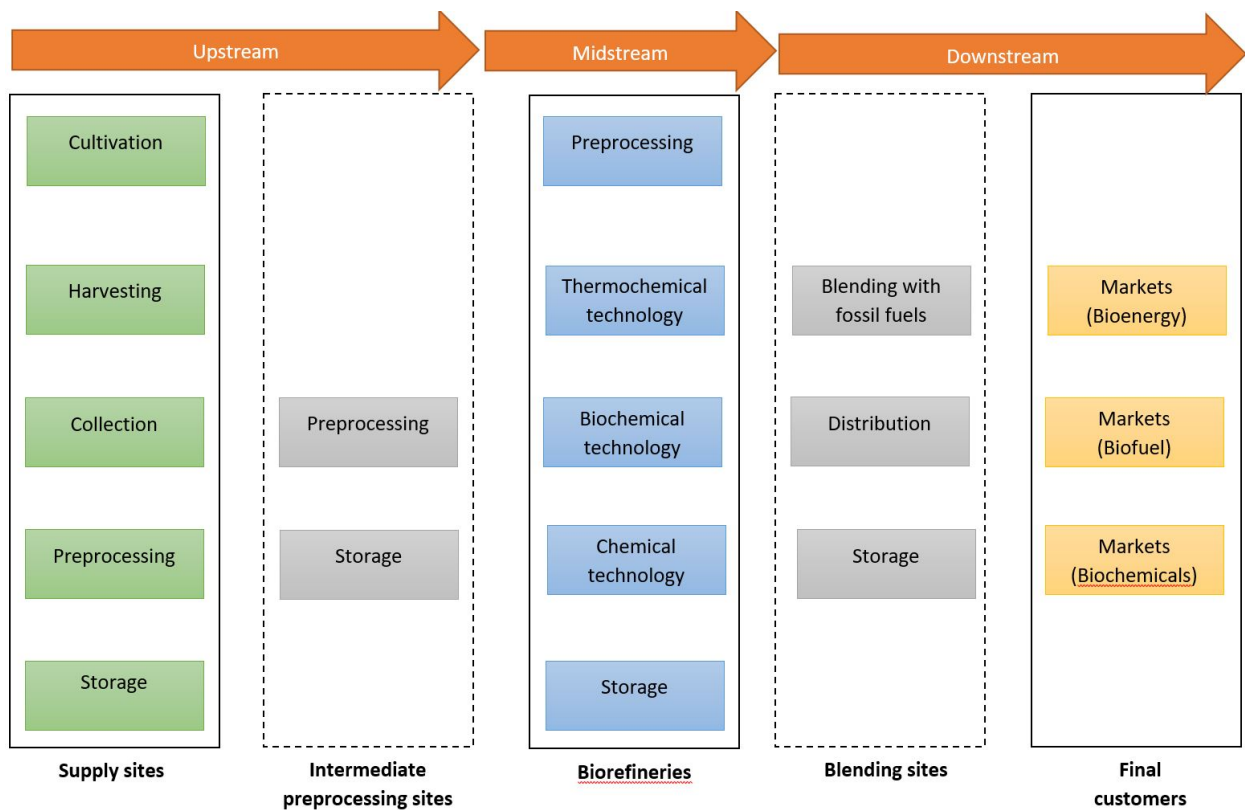 Upstream
Midstream
Downstream
Cultivation
Harvesting
Collection
Preprocessing
Storage
Supply sites
Preprocessing
Storage
Intermediate
preprocessing sites
Preprocessing
Thermochemical
technology
Biochemical
technology
Chemical
technology
Storage
Biorefineries
Blending with
fossil fuels
Distribution
Storage
Blending sites
Markets
(Bioenergy)
Markets
(Biofuel)
Markets
(Biochemicals)
Final
customers